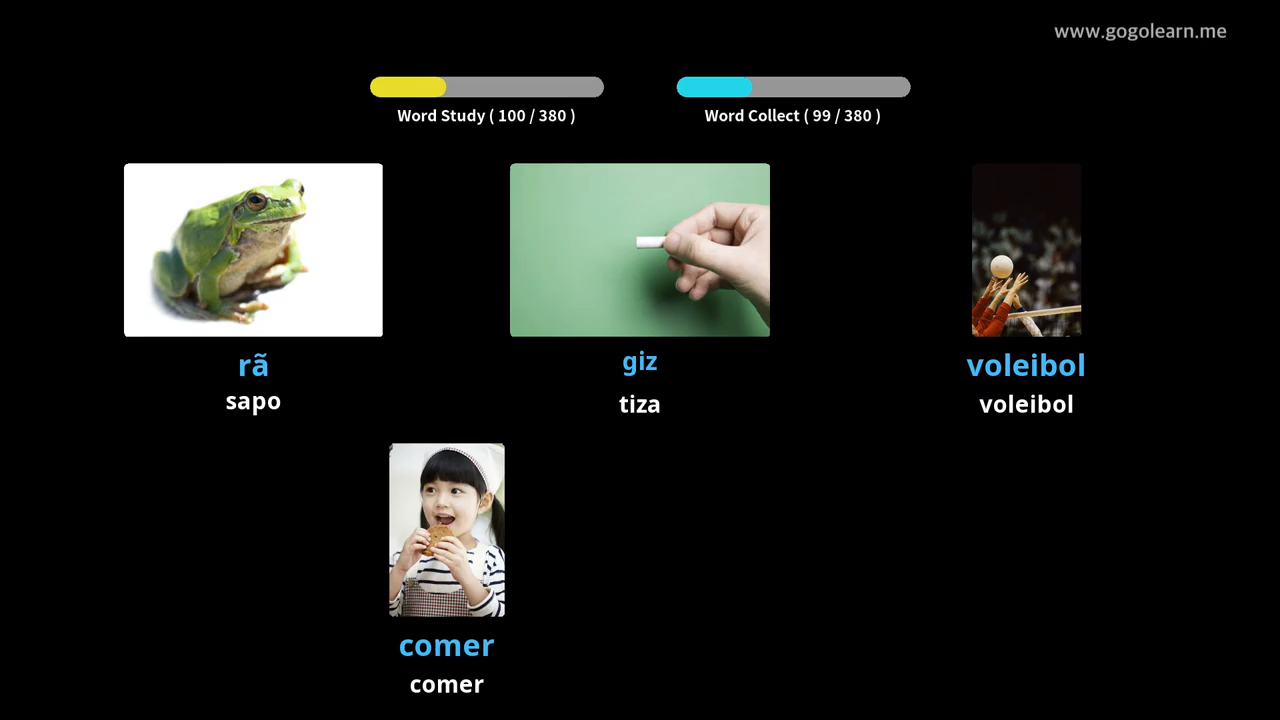 www.gogolearn.me
Word Study ( 100 / 380 )
Word Collect ( 99 / 380 )
rã
sapo
giz
tiza
voleibol
voleibol
comer
comer